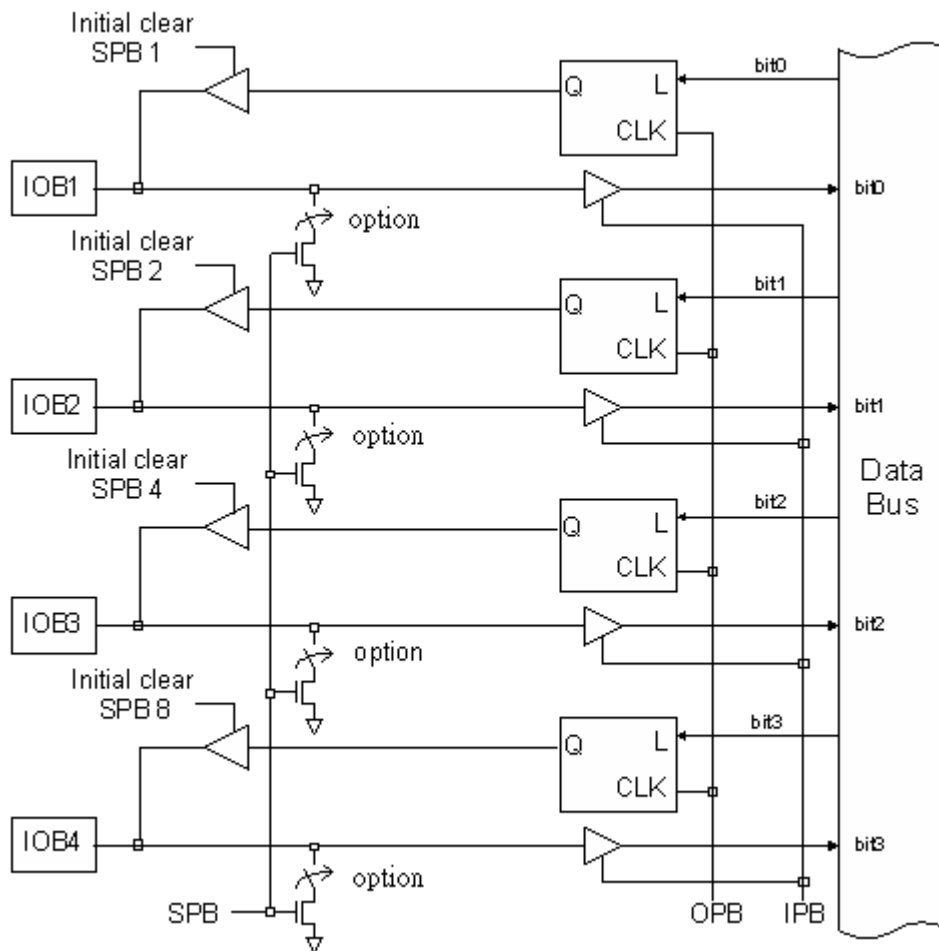 Initial clear
SPB 1
Q L
CLK
bit0
IOB1
bit0
option
Initial clear
SPB 2
Q L
CLK
bit1
IOB2
bit1
option
Initial clear
SPB 4
Q L
CLK
bit2
Data
Bus
IOB3
bit2
option
Initial clear
SPB 8
Q L
CLK
bit3
IOB4
bit3
option
SPB
OPB
IPB